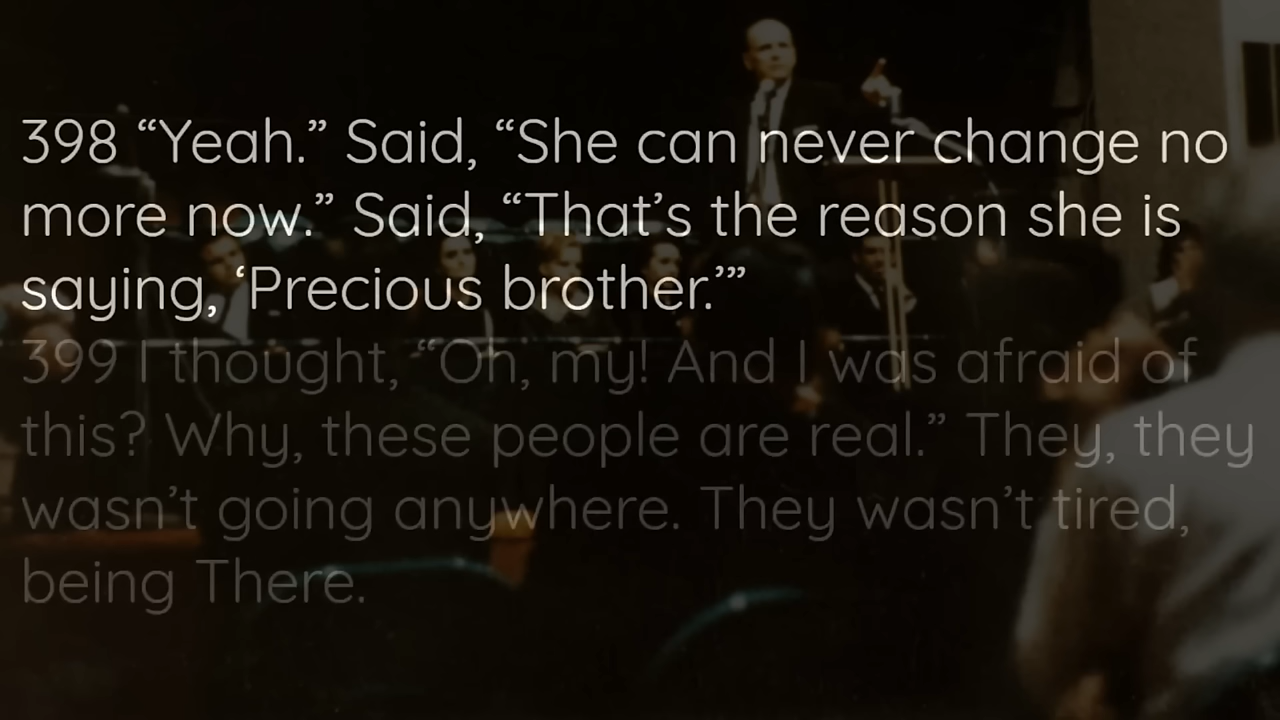 398 “Yeah.” Said, “She can never change no
more now.” Said, “That’s the reason she is
saying, ‘Precious brother.’”
399 I thought, “Oh, my! And I was afraid of
this? Why, these people are real.” They, they
wasn’t going anywhere. They wasn’t tired,
being There.